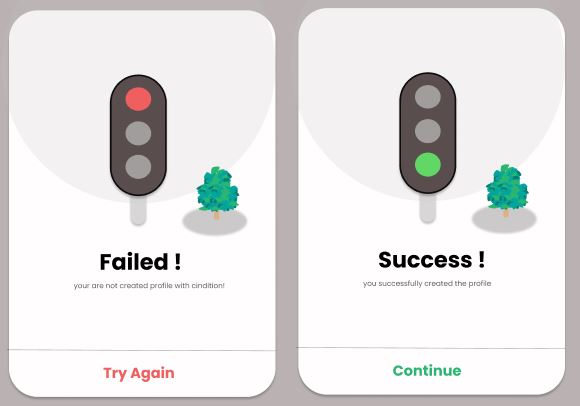 Failed !
your are not created profile with cindition!
Try Again
Success !
you successfully created the profile
Continue